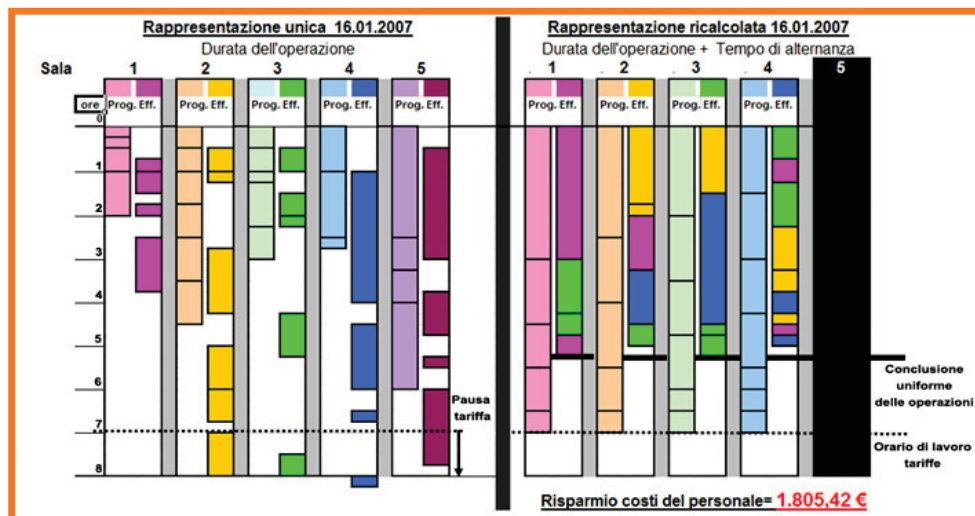 Rappresentazione unica 16.01.2007
Durata dell'operazione
Sala 1 2 3 4 5
ore Prog. Eff. Prog. Eff. Prog. Eff. Prog. Eff. Prog. Eff.
0
1
2
3
4
5
6
7
8
Pausa
tariffa
Rappresentazione ricalcolata 16.01.2007
Durata dell'operazione + Tempo di alternanza
1 2 3 4 5
Prog. Eff. Prog. Eff. Prog. Eff. Prog. Eff.
Conclusione
uniforme
delle operazioni
Orario di lavoro
tariffe
Risparmio costi del personale= 1.805,42 €